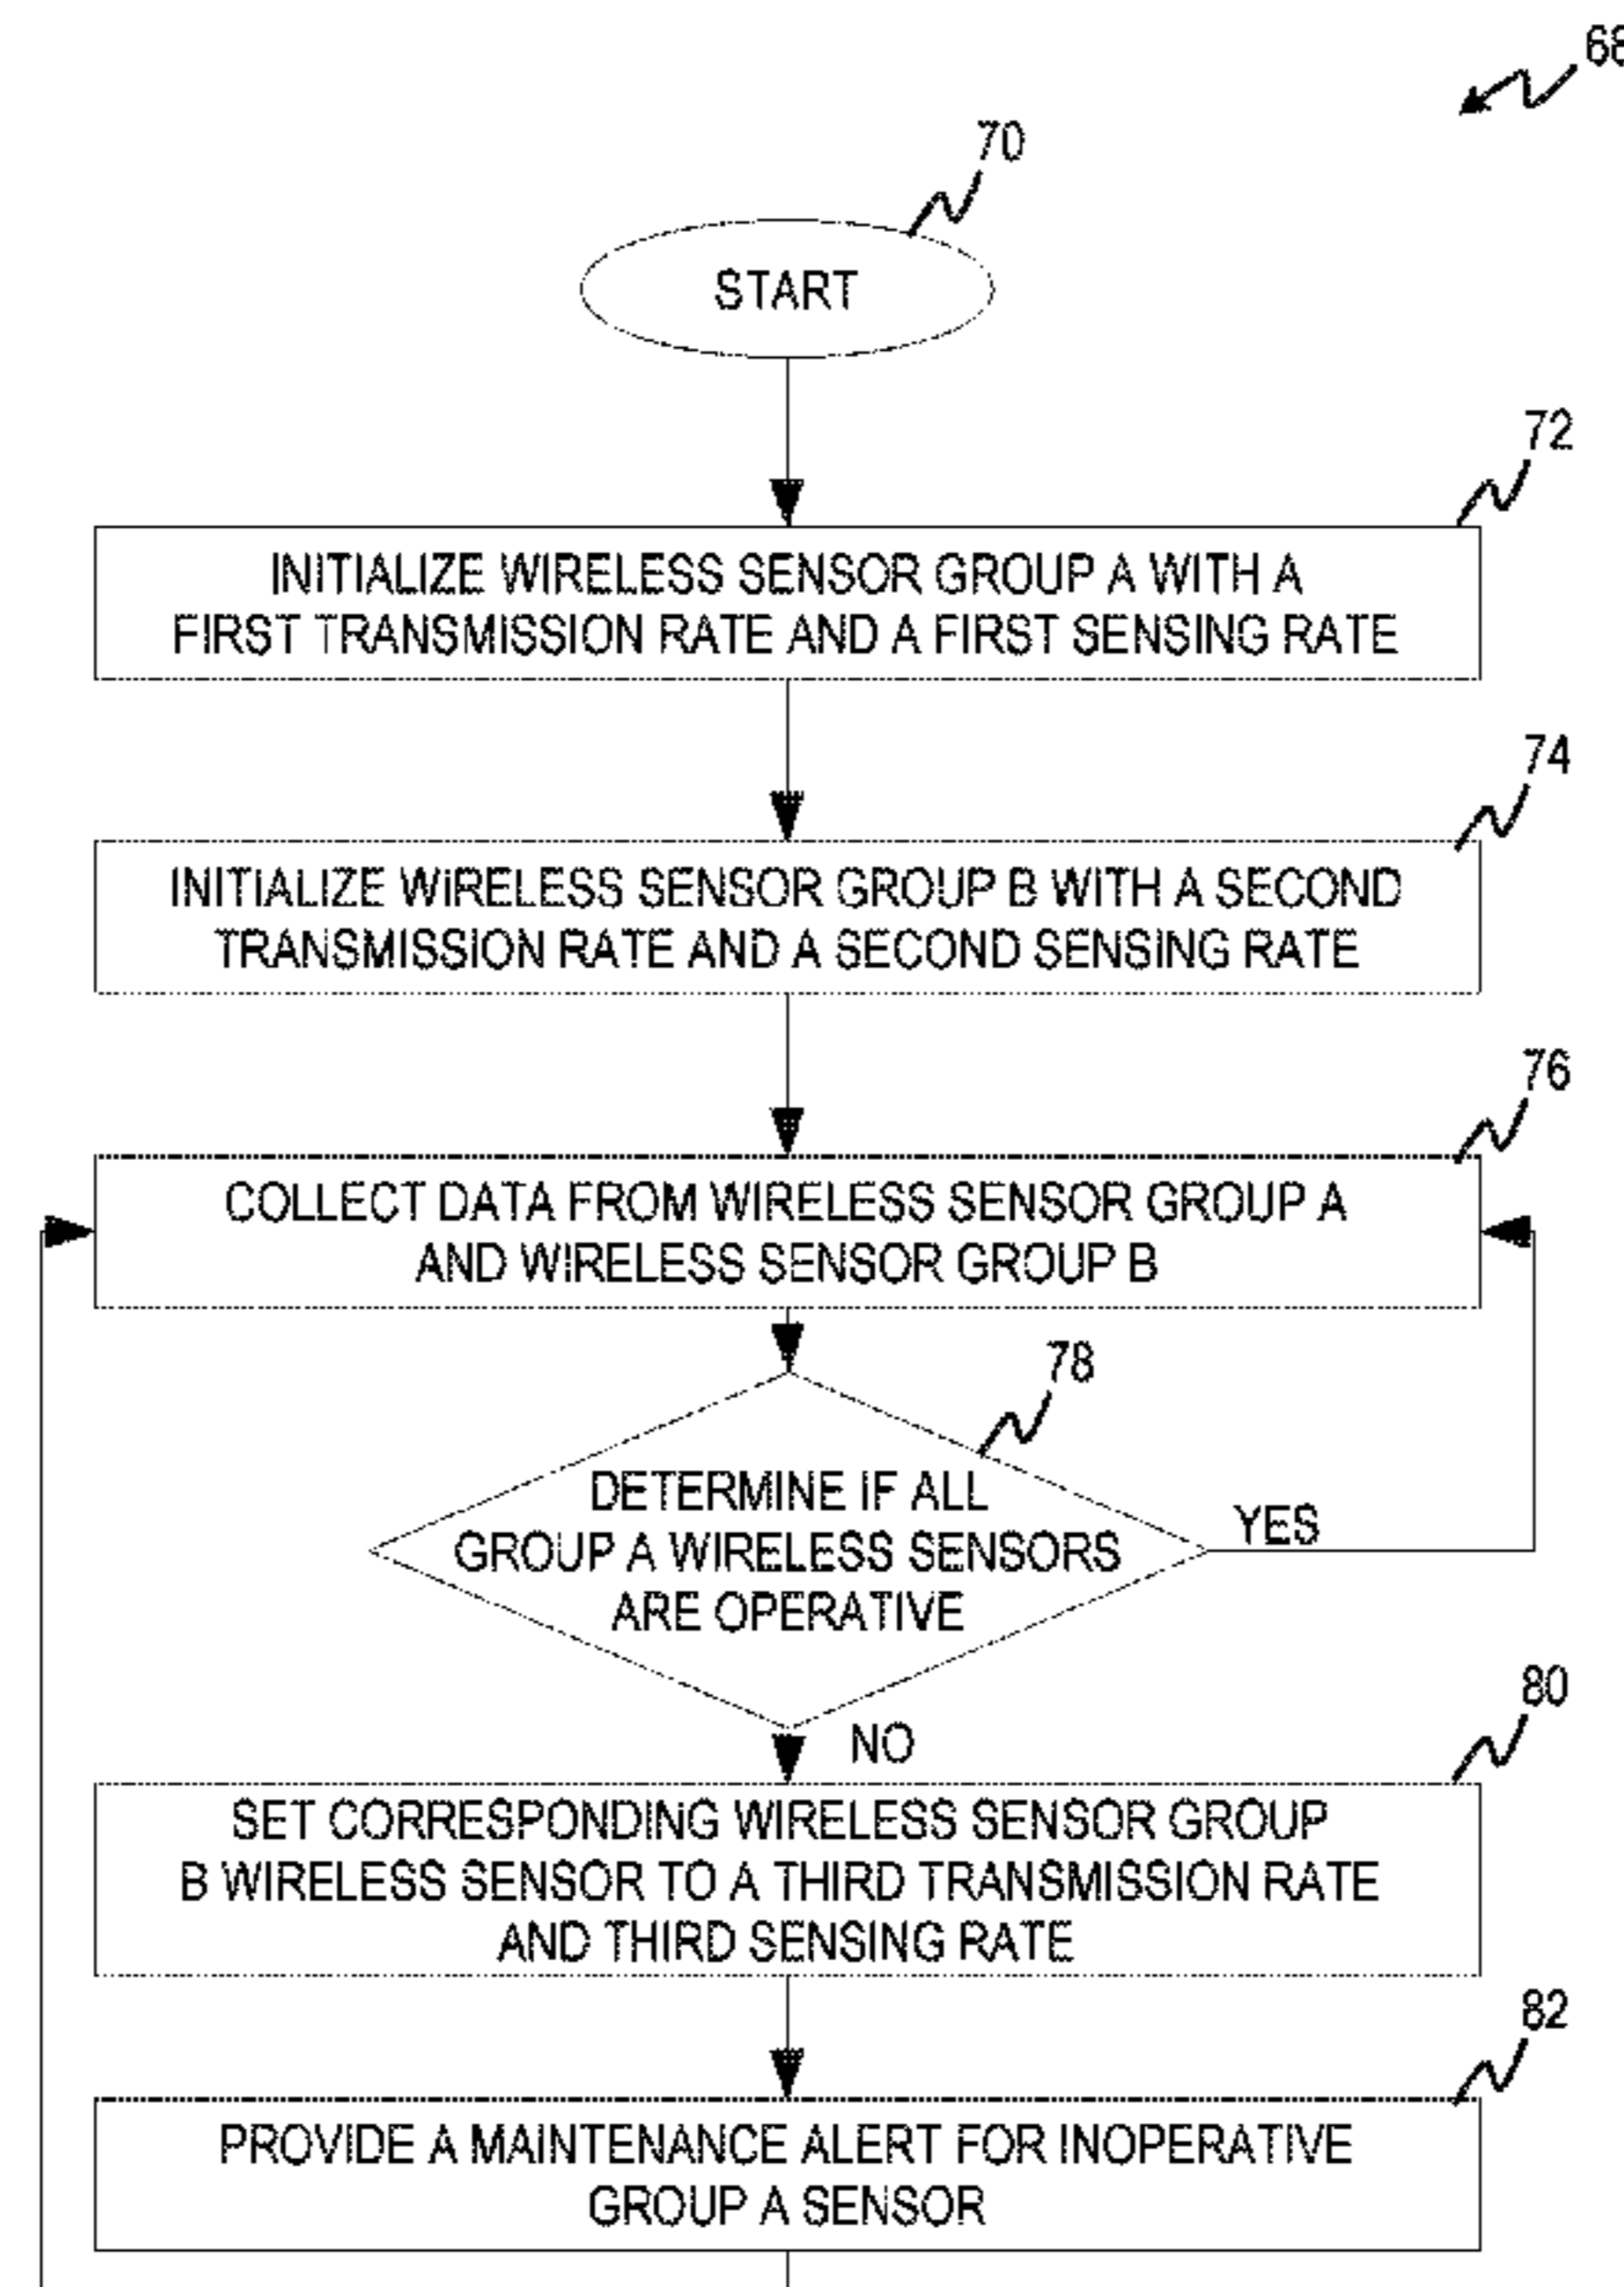 68
70
START
72
INITIALIZE WIRELESS SENSOR GROUP A WITH A
FIRST TRANSMISSION RATE AND A FIRST SENSING RATE
74
INITIALIZE WIRELESS SENSOR GROUP B WITH A SECOND
TRANSMISSION RATE AND A SECOND SENSING RATE
76
COLLECT DATA FROM WIRELESS SENSOR GROUP A
AND WIRELESS SENSOR GROUP B
78
DETERMINE IF ALL
GROUP A WIRELESS SENSORS
ARE OPERATIVE
YES
NO
80
SET CORRESPONDING WIRELESS SENSOR GROUP
B WIRELESS SENSOR TO A THIRD TRANSMISSION RATE
AND THIRD SENSING RATE
82
PROVIDE A MAINTENANCE ALERT FOR INOPERATIVE
GROUP A SENSOR